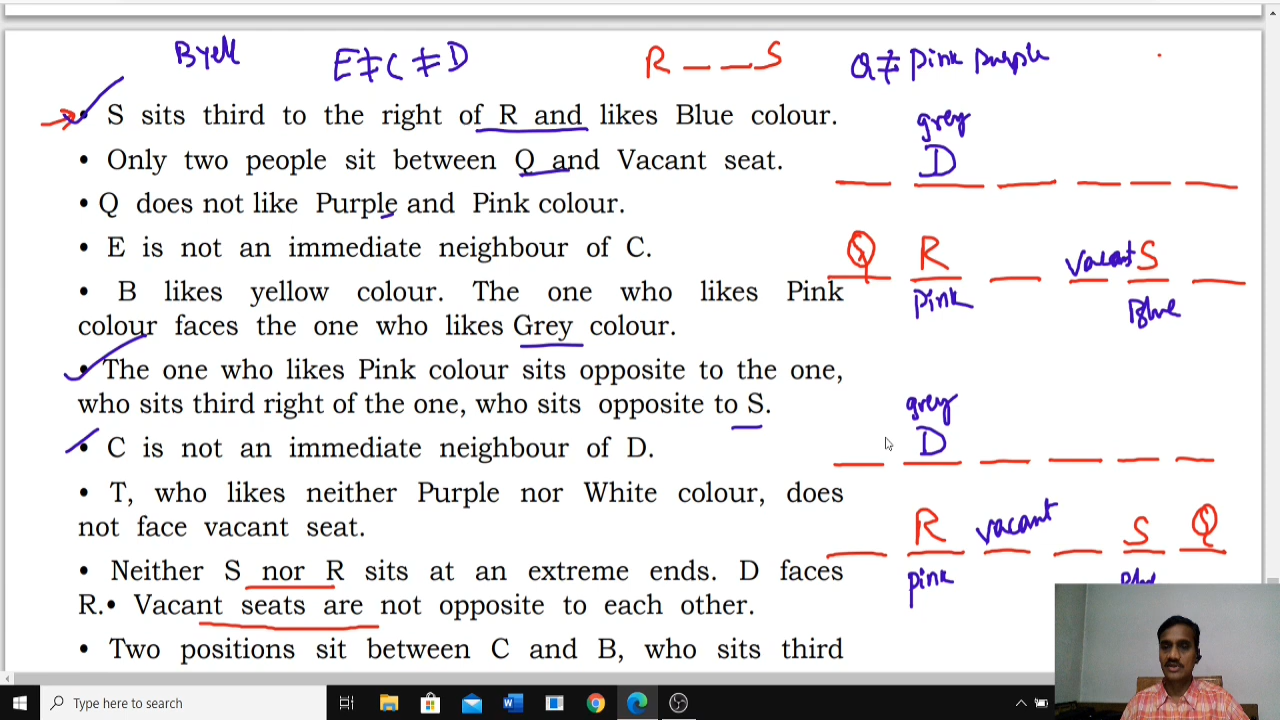 Byell E≠C≠D R _ _ S Q≠ Pink Purple
• S sits third to the right of R and likes Blue colour.
• Only two people sit between Q and Vacant seat.
• Q does not like Purple and Pink colour.
• E is not an immediate neighbour of C.
• B likes yellow colour. The one who likes Pink
colour faces the one who likes Grey colour.
• The one who likes Pink colour sits opposite to the one,
who sits third right of the one, who sits opposite to S.
• C is not an immediate neighbour of D.
• T, who likes neither Purple nor White colour, does
not face vacant seat.
• Neither S nor R sits at an extreme ends. D faces
R.• Vacant seats are not opposite to each other.
• Two positions sit between C and B, who sits third
grey
D
Q R vacant S
Pink Blue
grey
D
R vacant S Q
Pink
Type here to search